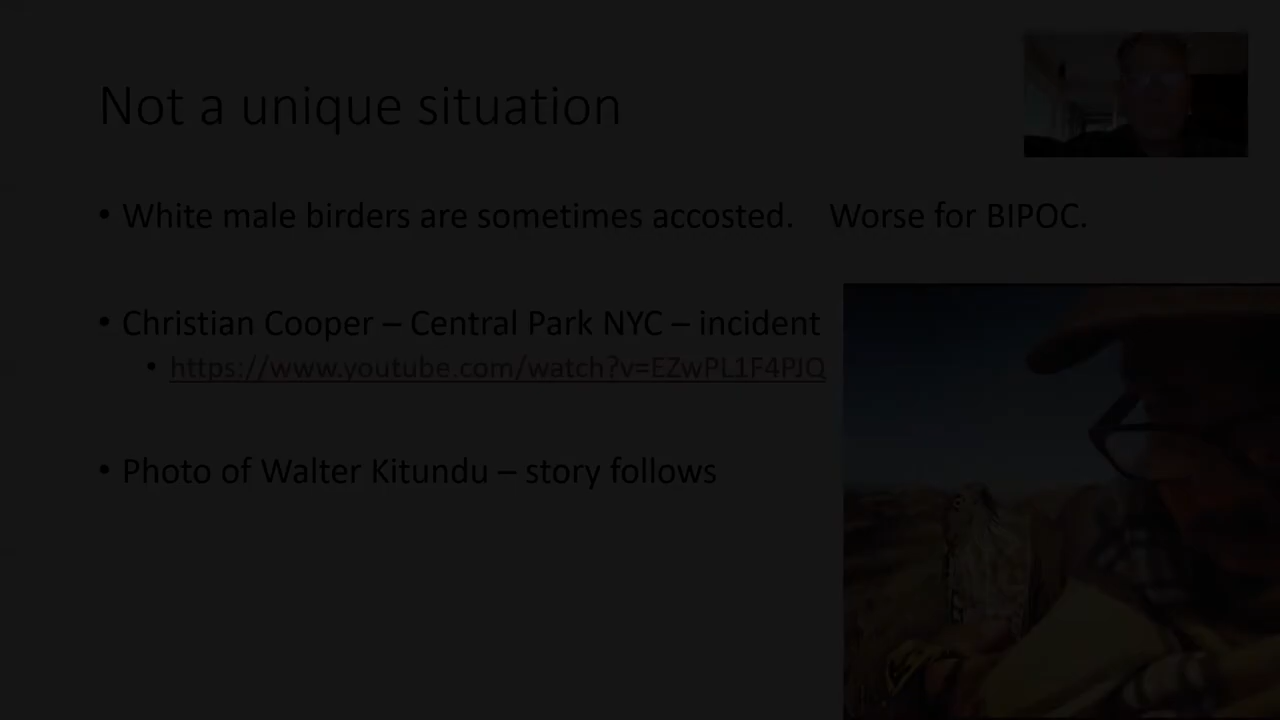 Not a unique situation
• White male birders are sometimes accosted. Worse for BIPOC.
• Christian Cooper – Central Park NYC – incident
• https://www.youtube.com/watch?v=EZwPL1F4PJQ
• Photo of Walter Kitundu – story follows